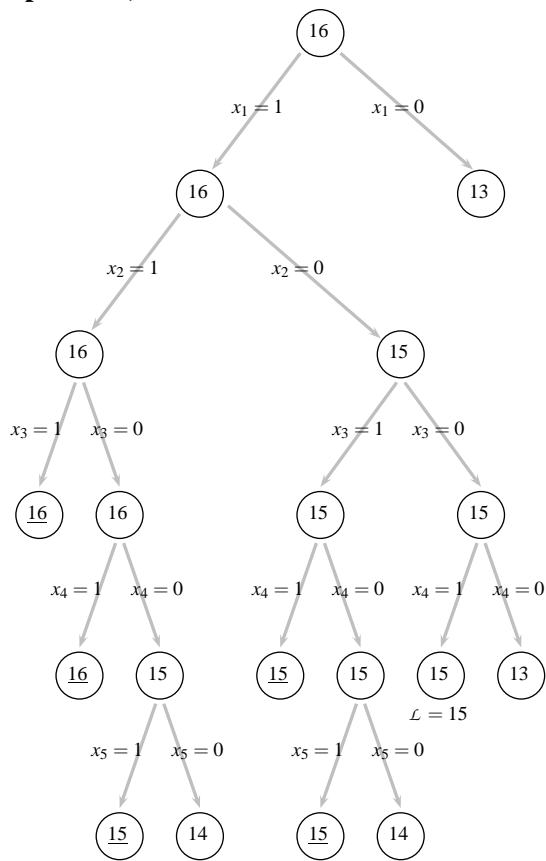 16
x₁ = 1
x₁ = 0
16
13
x₂ = 1
x₂ = 0
16
15
x₃ = 1
x₃ = 0
x₃ = 1
x₃ = 0
16
16
15
15
x₄ = 1
x₄ = 0
x₄ = 1
x₄ = 0
x₄ = 1
x₄ = 0
16
15
15
15
15
13
ℒ = 15
x₅ = 1
x₅ = 0
x₅ = 1
x₅ = 0
15
14
15
14